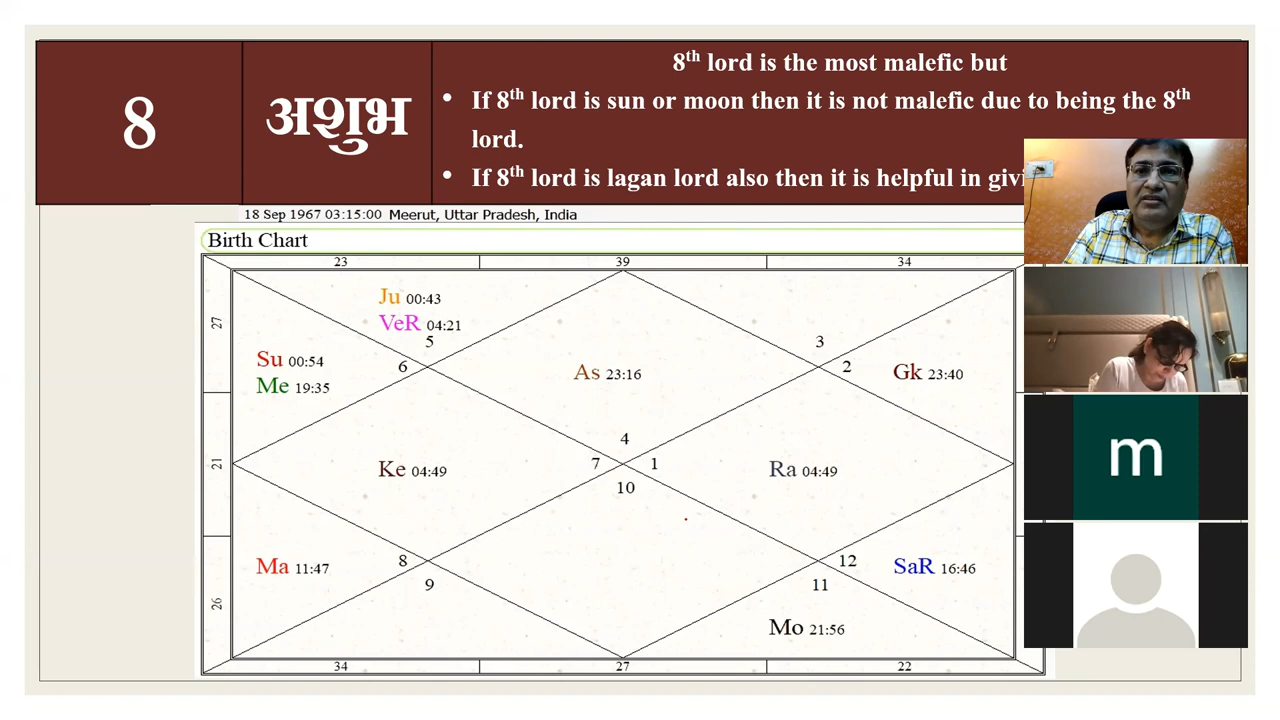 8
अशुभ
8th lord is the most malefic but
• If 8th lord is sun or moon then it is not malefic due to being the 8th
lord.
• If 8th lord is lagan lord also then it is helpful in
18 Sep 1967 03:15:00 Meerut, Uttar Pradesh, India
Birth Chart
23 39 34
27
Ju 00:43
VeR 04:21
5
3
Su 00:54
Me 19:35
6
As 23:16
2
Gk 23:40
4
21
Ke 04:49
7
1
Ra 04:49
10
Ma 11:47
8
12
SaR 16:46
9
11
26
Mo 21:56
34 27 22
m